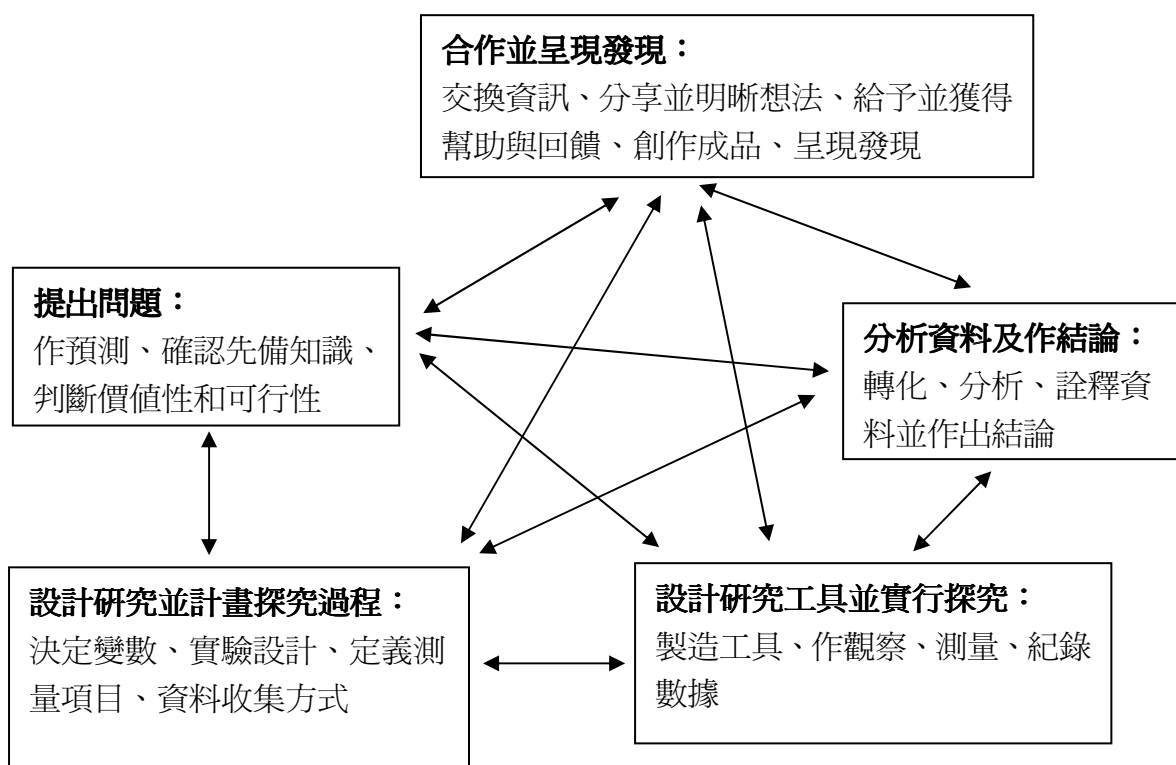 合作並呈現發現：
交換資訊、分享並明晰想法、給予並獲得
幫助與回饋、創作成品、呈現發現
提出問題：
作預測、確認先備知識、
判斷價值性和可行性
分析資料及作結論：
轉化、分析、詮釋資
料並作出結論
設計研究並計畫探究過程：
決定變數、實驗設計、定義測
量項目、資料收集方式
設計研究工具並實行探究：
製造工具、作觀察、測量、紀錄
數據